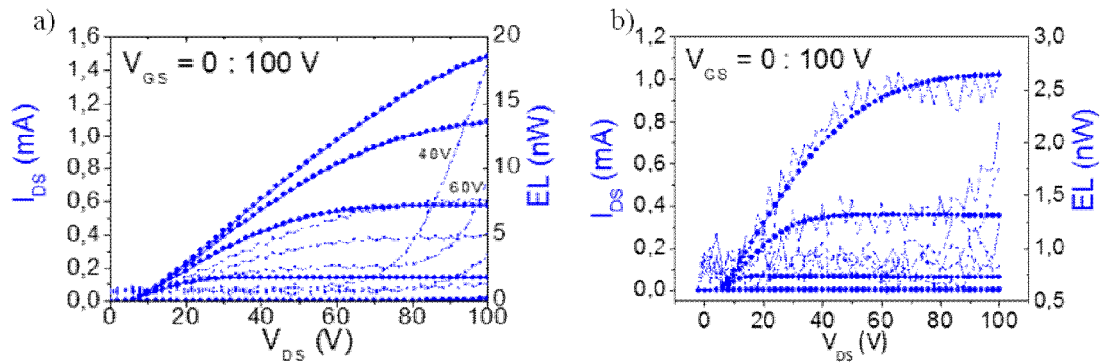 a)
V_GS = 0 : 100 V
I_DS (mA)
1,6
1,4
1,2
1,0
0,8
0,6
0,4
0,2
0,0
0 20 40 60 80 100
V_DS (V)
20
15
10
5
0
EL (nW)
40V
60V
b)
V_GS = 0 : 100 V
I_DS (mA)
1,2
1,0
0,8
0,6
0,4
0,2
0,0
0 20 40 60 80 100
V_DS (V)
3,0
2,5
2,0
1,5
1,0
0,5
EL (nW)